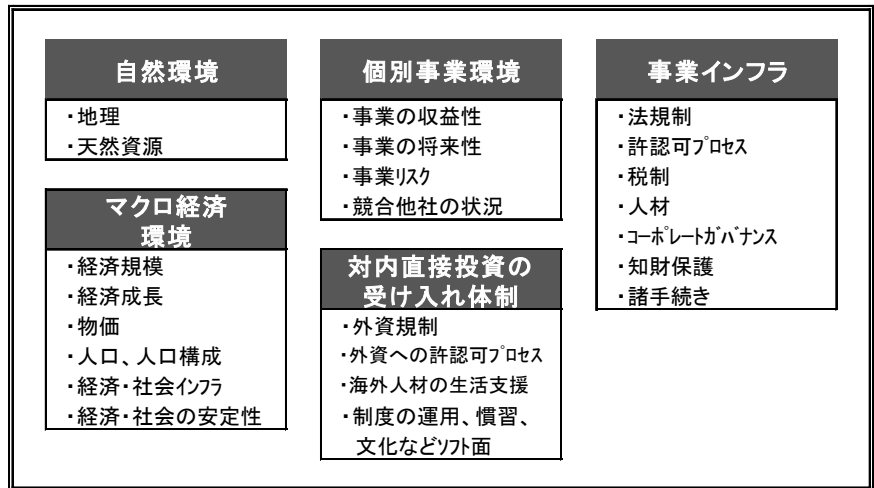 自然環境
・地理
・天然資源
マクロ経済
環境
・経済規模
・経済成長
・物価
・人口、人口構成
・経済・社会インフラ
・経済・社会の安定性
個別事業環境
・事業の収益性
・事業の将来性
・事業リスク
・競合他社の状況
対内直接投資の
受け入れ体制
・外資規制
・外資への許認可プロセス
・海外人材の生活支援
・制度の運用、慣習、
文化などソフト面
事業インフラ
・法規制
・許認可プロセス
・税制
・人材
・コーポレートガバナンス
・知財保護
・諸手続き